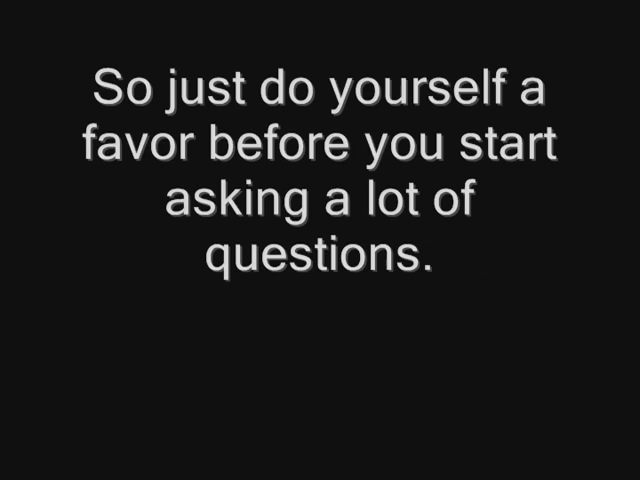 So just do yourself a
favor before you start
asking a lot of
questions.